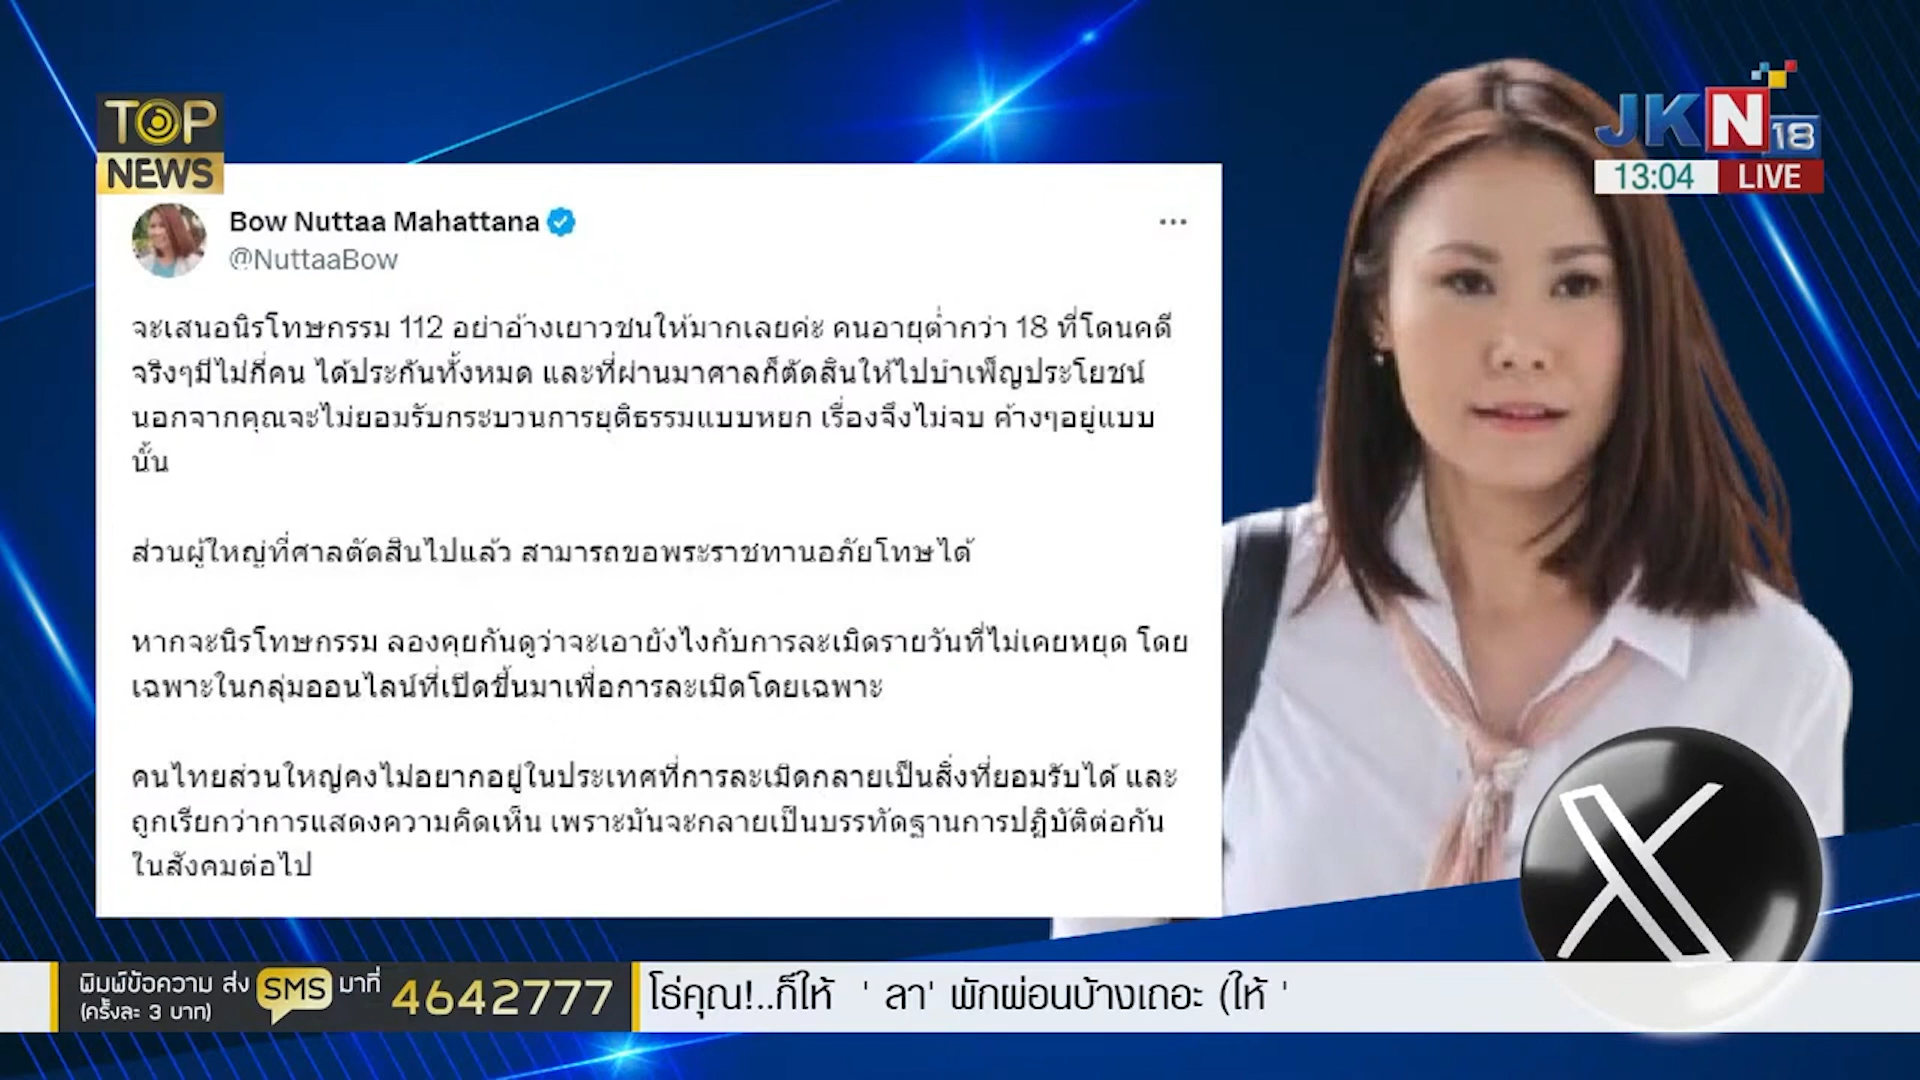 TOP
NEWS
JKN18
13:04 LIVE
Bow Nuttaa Mahattana
@NuttaaBow
จะเสนอนิรโทษกรรม 112 อย่าอ้างเยาวชนให้มากเลยค่ะ คนอายุต่ำกว่า 18 ที่โดนคดี
จริงๆมีไม่กี่คน ได้ประกันทั้งหมด และที่ผ่านมาศาลก็ตัดสินให้ไปบำเพ็ญประโยชน์
นอกจากคุณจะไม่ยอมรับกระบวนการยุติธรรมแบบหยก เรื่องจึงไม่จบ ค้างๆอยู่แบบ
นั้น
ส่วนผู้ใหญ่ที่ศาลตัดสินไปแล้ว สามารถขอพระราชทานอภัยโทษได้
หากจะนิรโทษกรรม ลองคุยกันดูว่าจะเอายังไงกับการละเมิดรายวันที่ไม่เคยหยุด โดย
เฉพาะในกลุ่มออนไลน์ที่เปิดขึ้นมาเพื่อการละเมิดโดยเฉพาะ
คนไทยส่วนใหญ่คงไม่อยากอยู่ในประเทศที่การละเมิดกลายเป็นสิ่งที่ยอมรับได้ และ
ถูกเรียกว่าการแสดงความคิดเห็น เพราะมันจะกลายเป็นบรรทัดฐานการปฏิบัติต่อกัน
ในสังคมต่อไป
พิมพ์ข้อความ ส่ง SMS มาที่ 4642777
(ครั้งละ 3 บาท)
โธ่คุณ!..ก็ให้ ' ลา' พักผ่อนบ้างเถอะ (ให้ '